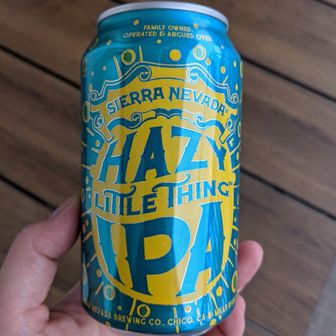 FAMILY OWNED,
OPERATED & ARGUED OVER
SIERRA NEVADA
HAZY
LITTLE THING
IPA
NEVADA BREWING CO., CHICO, CA &